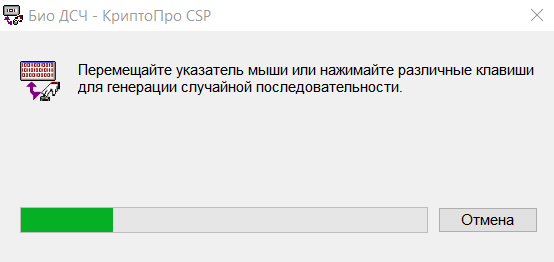 Био ДСЧ - КриптоПро CSP
Перемещайте указатель мыши или нажимайте различные клавиши
для генерации случайной последовательности.
Отмена